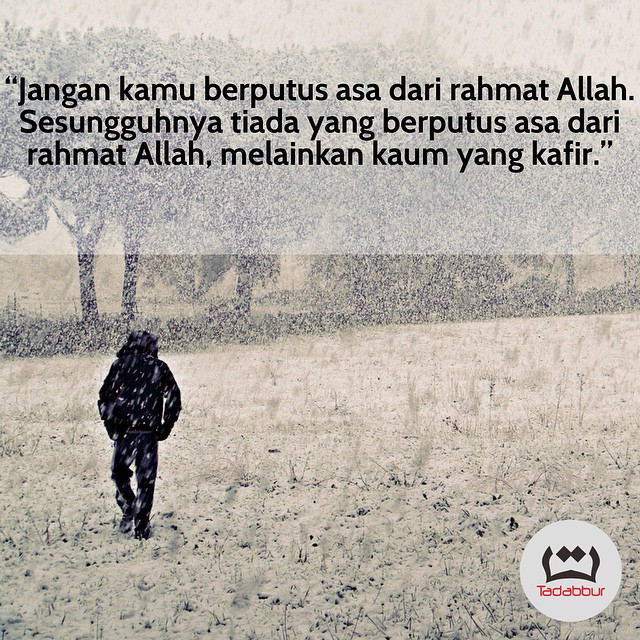 “Jangan kamu berputus asa dari rahmat Allah.
Sesungguhnya tiada yang berputus asa dari
rahmat Allah, melainkan kaum yang kafir.”
Tadabbur